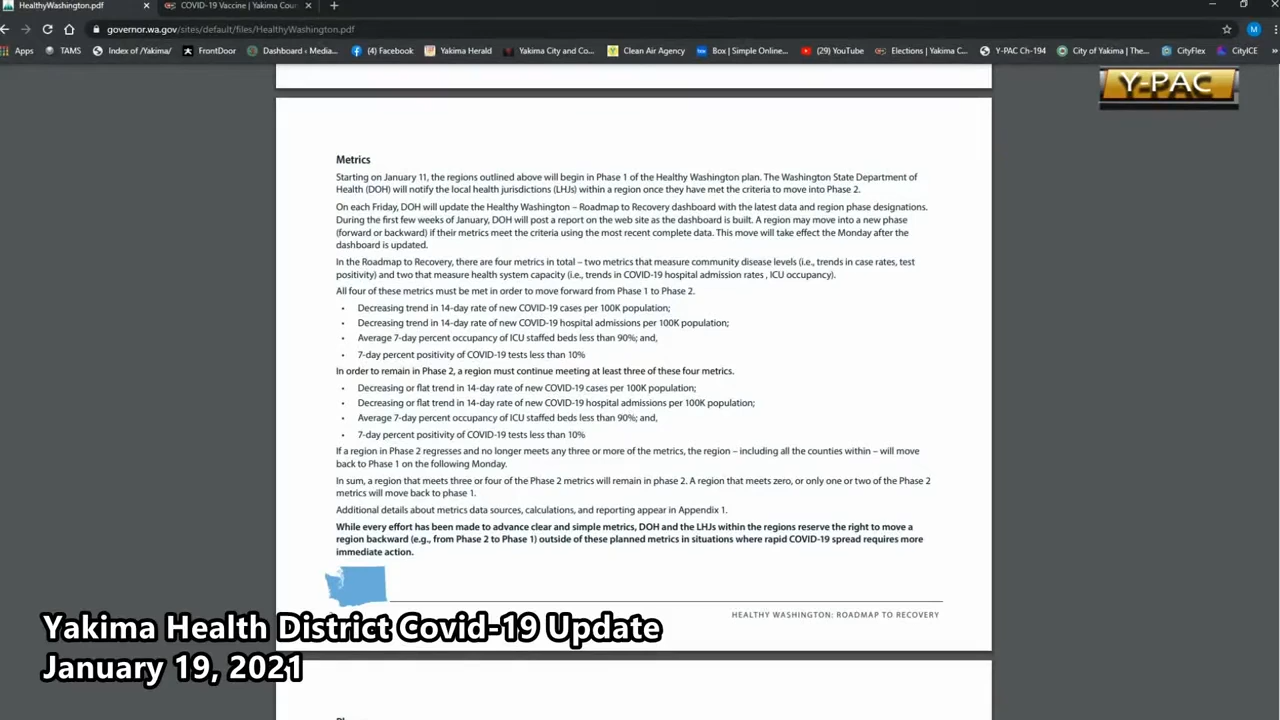 HealthyWashington.pdf
COVID-19 Vaccine | Yakima Cou
governor.wa.gov/sites/default/files/HealthyWashington.pdf
M
Apps TAMS Index of /Yakima/ FrontDoor Dashboard ‹ Media... (4) Facebook Yakima Herald Yakima City and Co... Clean Air Agency Box | Simple Online... (29) YouTube Elections | Yakima C... Y-PAC Ch-194 City of Yakima | The... CityFlex CityICE
Y-PAC
Metrics
Starting on January 11, the regions outlined above will begin in Phase 1 of the Healthy Washington plan. The Washington State Department of
Health (DOH) will notify the local health jurisdictions (LHJs) within a region once they have met the criteria to move into Phase 2.
On each Friday, DOH will update the Healthy Washington – Roadmap to Recovery dashboard with the latest data and region phase designations.
During the first few weeks of January, DOH will post a report on the web site as the dashboard is built. A region may move into a new phase
(forward or backward) if their metrics meet the criteria using the most recent complete data. This move will take effect the Monday after the
dashboard is updated.
In the Roadmap to Recovery, there are four metrics in total – two metrics that measure community disease levels (i.e., trends in case rates, test
positivity) and two that measure health system capacity (i.e., trends in COVID-19 hospital admission rates , ICU occupancy).
All four of these metrics must be met in order to move forward from Phase 1 to Phase 2.
• Decreasing trend in 14-day rate of new COVID-19 cases per 100K population;
• Decreasing trend in 14-day rate of new COVID-19 hospital admissions per 100K population;
• Average 7-day percent occupancy of ICU staffed beds less than 90%; and,
• 7-day percent positivity of COVID-19 tests less than 10%
In order to remain in Phase 2, a region must continue meeting at least three of these four metrics.
• Decreasing or flat trend in 14-day rate of new COVID-19 cases per 100K population;
• Decreasing or flat trend in 14-day rate of new COVID-19 hospital admissions per 100K population;
• Average 7-day percent occupancy of ICU staffed beds less than 90%; and,
• 7-day percent positivity of COVID-19 tests less than 10%
If a region in Phase 2 regresses and no longer meets any three or more of the metrics, the region – including all the counties within – will move
back to Phase 1 on the following Monday.
In sum, a region that meets three or four of the Phase 2 metrics will remain in phase 2. A region that meets zero, or only one or two of the Phase 2
metrics will move back to phase 1.
Additional details about metrics data sources, calculations, and reporting appear in Appendix 1.
While every effort has been made to advance clear and simple metrics, DOH and the LHJs within the regions reserve the right to move a
region backward (e.g., from Phase 2 to Phase 1) outside of these planned metrics in situations where rapid COVID-19 spread requires more
immediate action.
HEALTHY WASHINGTON: ROADMAP TO RECOVERY
Yakima Health District Covid-19 Update
January 19, 2021